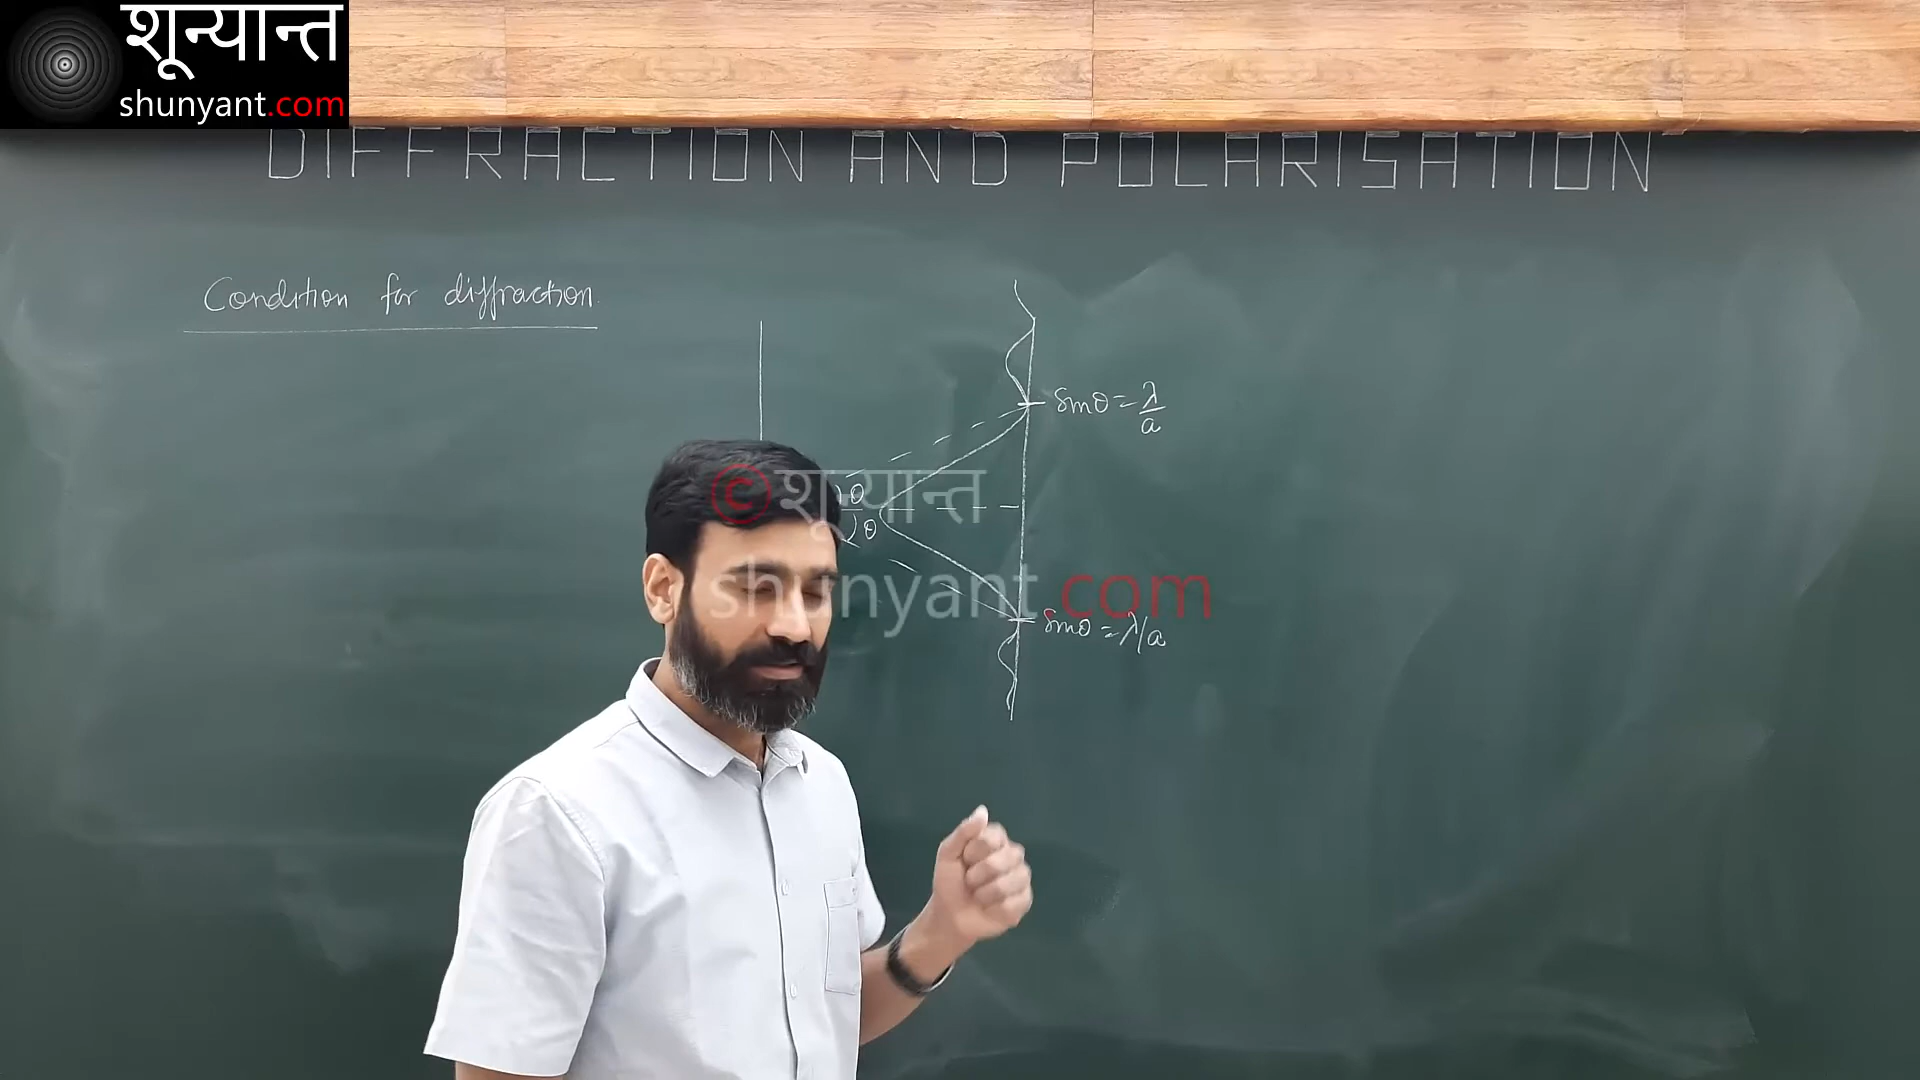 शून्यान्त
shunyant.com
DIFFRACTION AND POLARISATION
Condition for diffraction
sinθ = λ/a
θ
©शून्यान्त
θ
shunyant.com
sinθ = λ/a